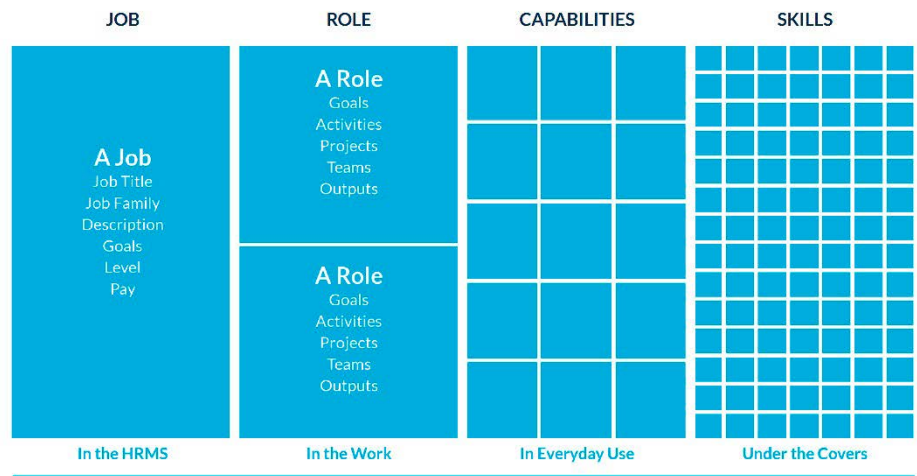 JOB
ROLE
CAPABILITIES
SKILLS
A Job
Job Title
Job Family
Description
Goals
Level
Pay
A Role
Goals
Activities
Projects
Teams
Outputs
A Role
Goals
Activities
Projects
Teams
Outputs
In the HRMS
In the Work
In Everyday Use
Under the Covers